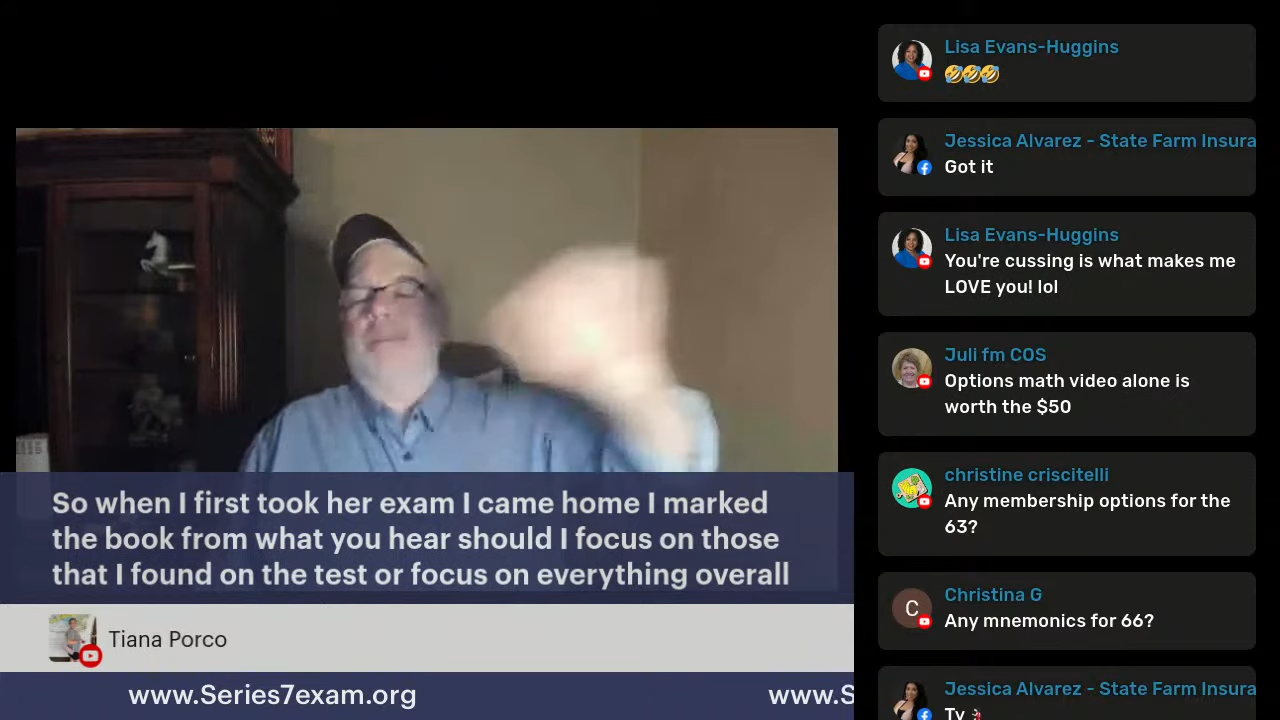 So when I first took her exam I came home I marked
the book from what you hear should I focus on those
that I found on the test or focus on everything overall
Tiana Porco
www.Series7exam.org
www.S
Lisa Evans-Huggins
🤣🤣🤣
Jessica Alvarez - State Farm Insura
Got it
Lisa Evans-Huggins
You're cussing is what makes me
LOVE you! lol
Juli fm COS
Options math video alone is
worth the $50
christine criscitelli
Any membership options for the
63?
C
Christina G
Any mnemonics for 66?
Jessica Alvarez - State Farm Insura
Ty